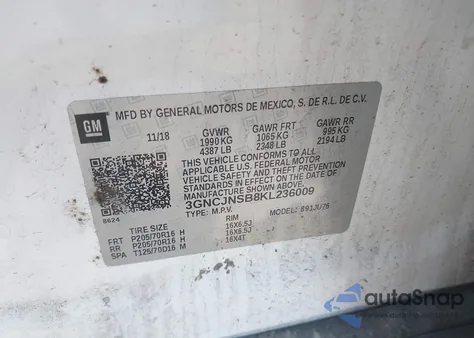 GM
MFD BY GENERAL MOTORS DE MEXICO, S. DE R.L. DE C.V.
11/18 GVWR GAWR FRT GAWR RR
1990 KG 1065 KG 995 KG
4387 LB 2348 LB 2194 LB
THIS VEHICLE CONFORMS TO ALL
APPLICABLE U.S. FEDERAL MOTOR
VEHICLE SAFETY AND THEFT PREVENTION
STANDARDS IN EFFECT ON THE DATE OF
MANUFACTURE SHOWN ABOVE.
3GNCJNSB8KL236009
TYPE: M.P.V. MODEL: 891JU76
8624
TIRE SIZE RIM
FRT P205/70R16 H 16X6.5J
RR P205/70R16 H 16X6.5J
SPA T125/70D16 M 16X4T
autoSnap